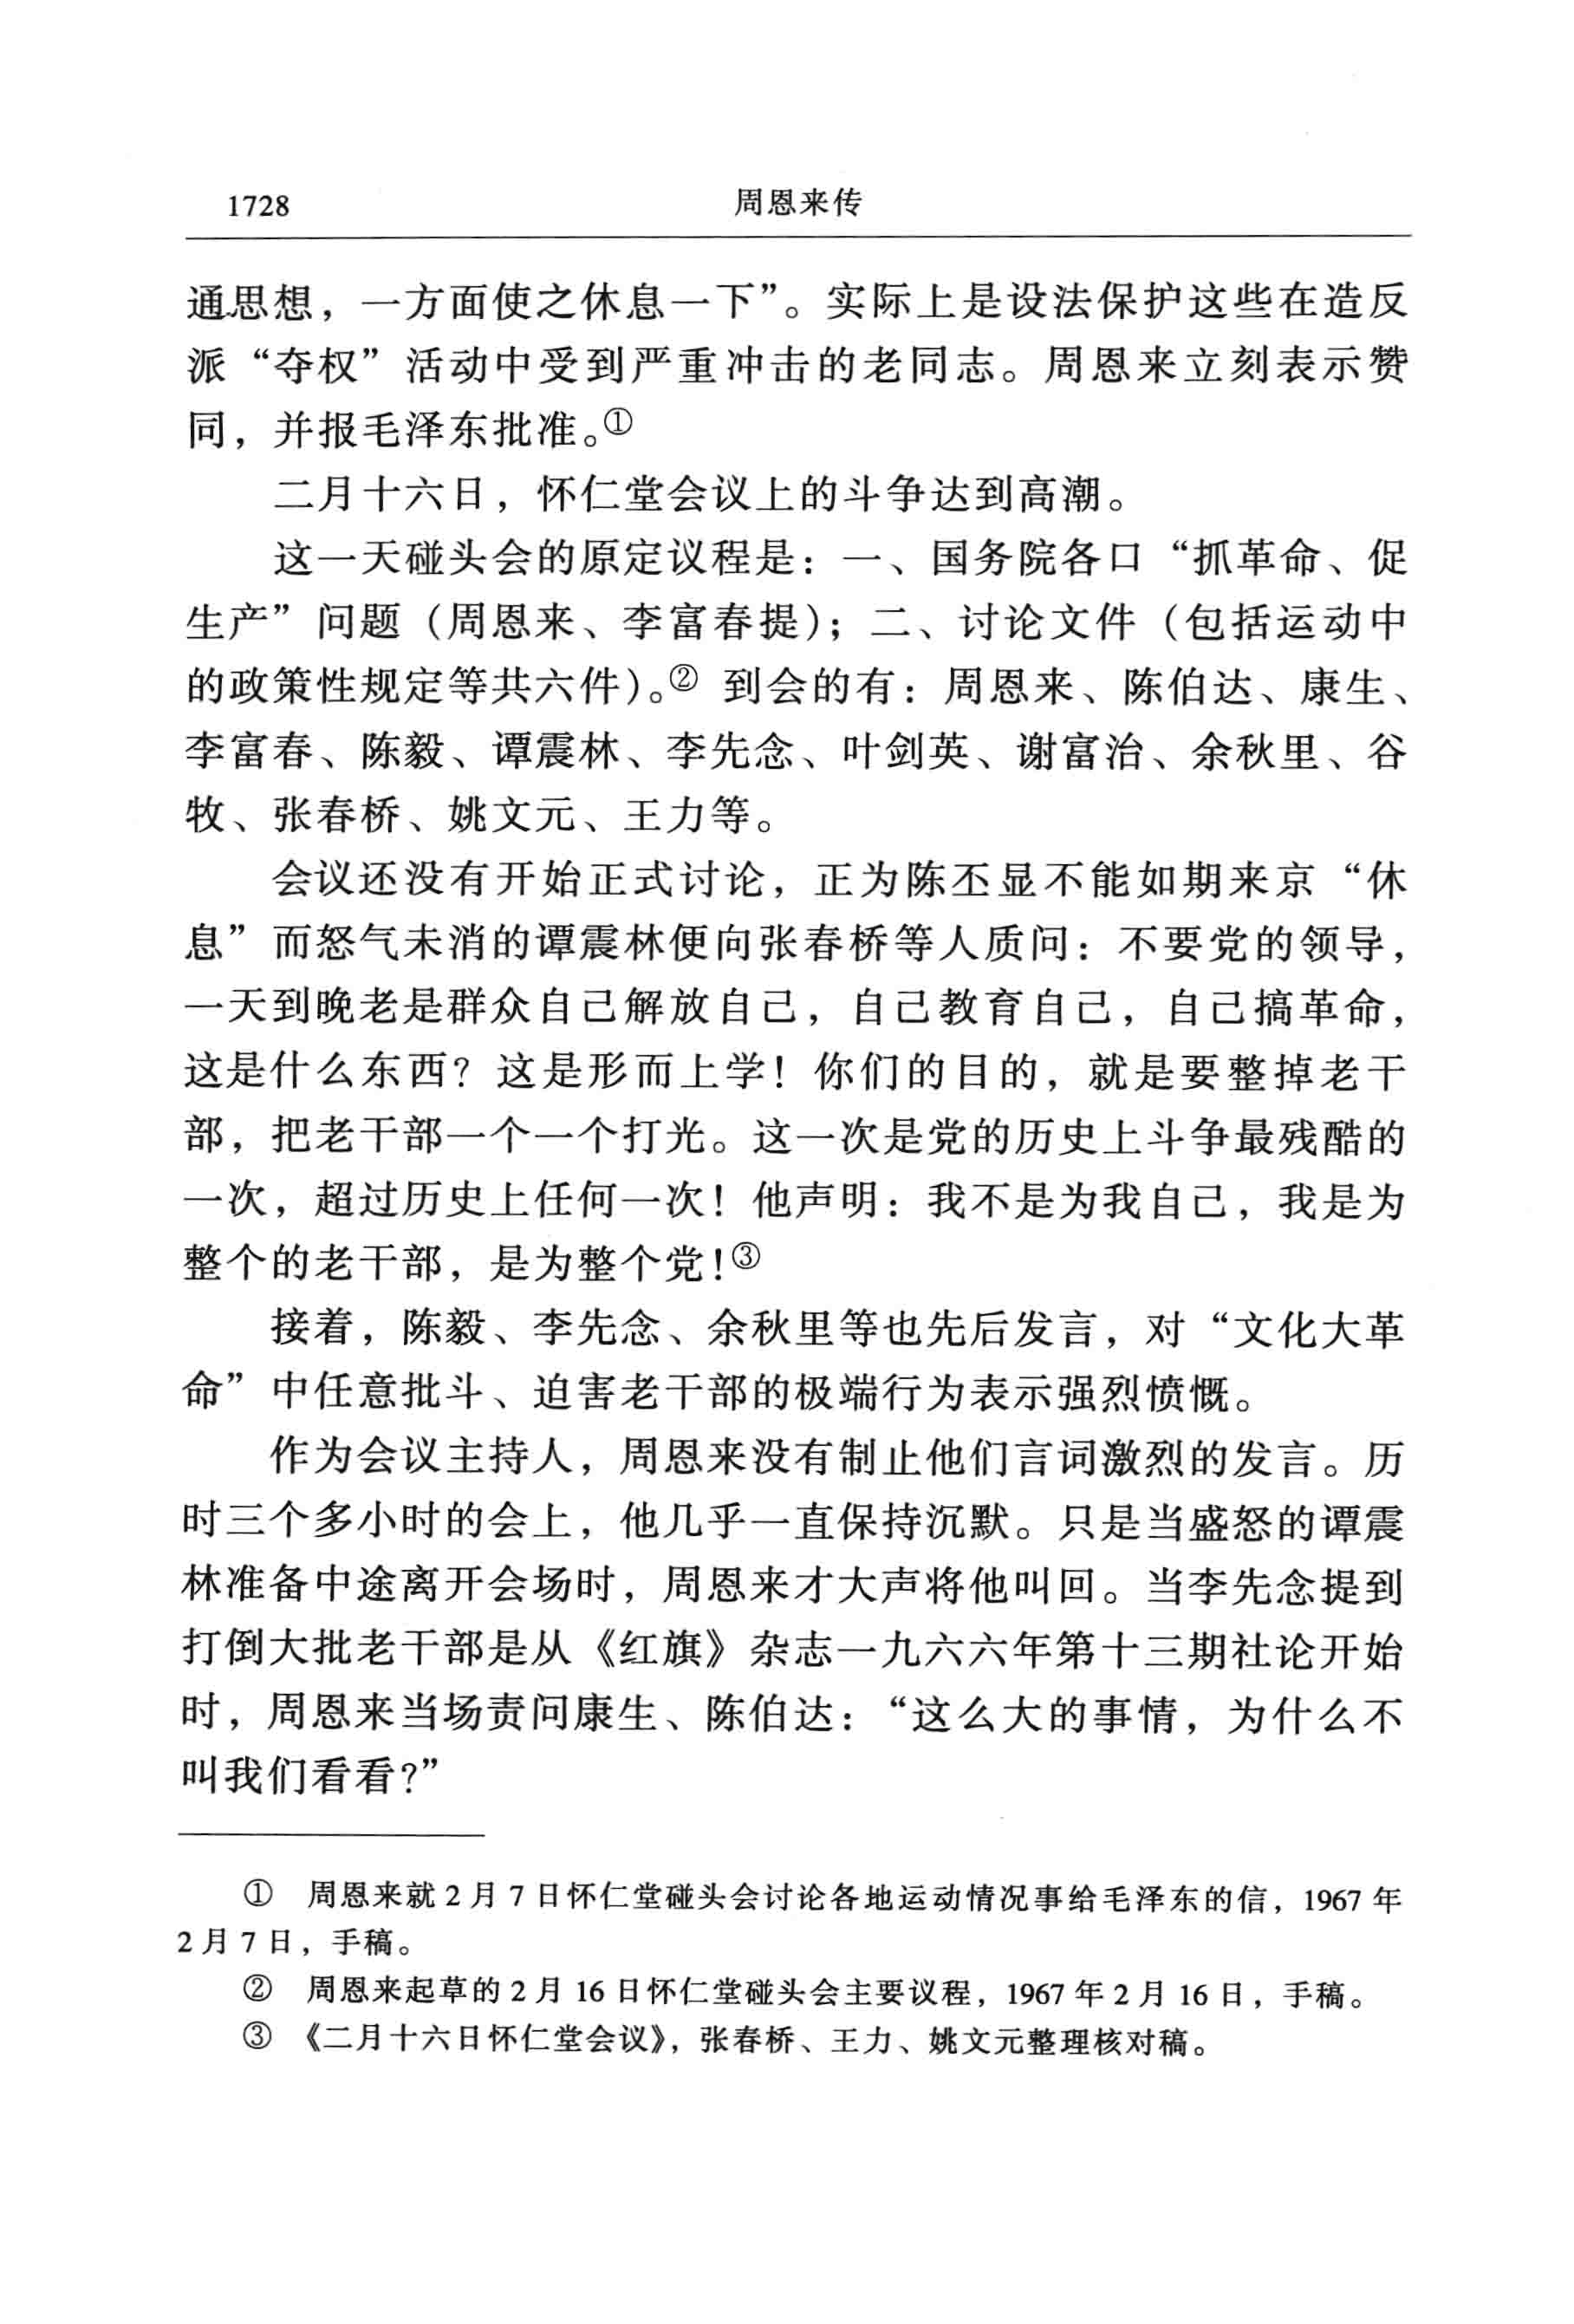 1728
周恩来传
通思想，一方面使之休息一下”。实际上是设法保护这些在造反
派“夺权”活动中受到严重冲击的老同志。周恩来立刻表示赞
同，并报毛泽东批准。①
二月十六日，怀仁堂会议上的斗争达到高潮。
这一天碰头会的原定议程是：一、国务院各口“抓革命、促
生产”问题（周恩来、李富春提）；二、讨论文件（包括运动中
的政策性规定等共六件）。② 到会的有：周恩来、陈伯达、康生、
李富春、陈毅、谭震林、李先念、叶剑英、谢富治、余秋里、谷
牧、张春桥、姚文元、王力等。
会议还没有开始正式讨论，正为陈丕显不能如期来京“休
息”而怒气未消的谭震林便向张春桥等人质问：不要党的领导，
一天到晚老是群众自己解放自己，自己教育自己，自己搞革命，
这是什么东西？这是形而上学！你们的目的，就是要整掉老干
部，把老干部一个一个打光。这一次是党的历史上斗争最残酷的
一次，超过历史上任何一次！他声明：我不是为我自己，我是为
整个的老干部，是为整个党！③
接着，陈毅、李先念、余秋里等也先后发言，对“文化大革
命”中任意批斗、迫害老干部的极端行为表示强烈愤慨。
作为会议主持人，周恩来没有制止他们言词激烈的发言。历
时三个多小时的会上，他几乎一直保持沉默。只是当盛怒的谭震
林准备中途离开会场时，周恩来才大声将他叫回。当李先念提到
打倒大批老干部是从《红旗》杂志一九六六年第十三期社论开始
时，周恩来当场责问康生、陈伯达：“这么大的事情，为什么不
叫我们看看？”
① 周恩来就 2 月 7 日怀仁堂碰头会讨论各地运动情况事给毛泽东的信，1967 年
2 月 7 日，手稿。
② 周恩来起草的 2 月 16 日怀仁堂碰头会主要议程，1967 年 2 月 16 日，手稿。
③ 《二月十六日怀仁堂会议》，张春桥、王力、姚文元整理核对稿。